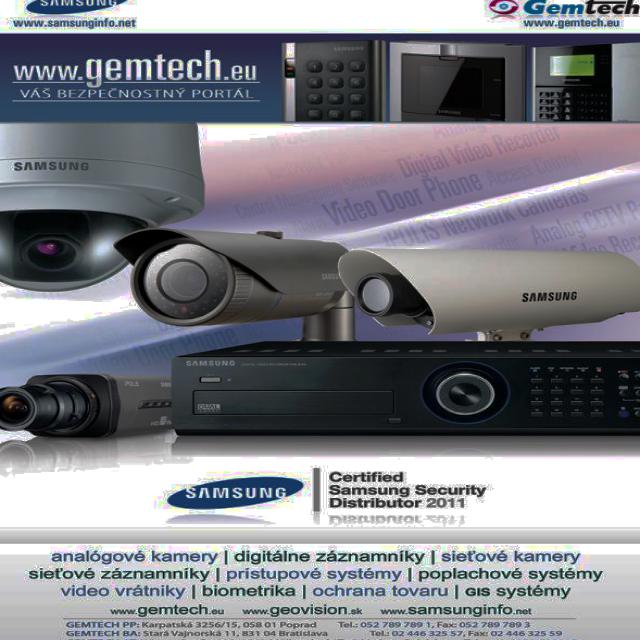 SAMSUNG
www.samsunginfo.net
Gemtech
www.gemtech.eu
www.gemtech.eu
VÁŠ BEZPEČNOSTNÝ PORTÁL
SAMSUNG
Digital Video Recorder
Video Door Phone
Access Control
Network Cameras
Analog CCTV
SAMSUNG
SAMSUNG
SAMSUNG
SAMSUNG
Certified
Samsung Security
Distributor 2011
analógové kamery | digitálne záznamníky | sieťové kamery
sieťové záznamníky | prístupové systémy | poplachové systémy
video vrátniky | biometrika | ochrana tovaru | GIS systémy
www.gemtech.eu www.geovision.sk www.samsunginfo.net
GEMTECH PP: Karpatská 3256/15, 058 01 Poprad Tel.: 052 789 789 1, Fax: 052 789 789 3
GEMTECH BA: Stará Vajnorská 11, 831 04 Bratislava Tel.: 02 446 325 57, Fax: 02 446 325 59